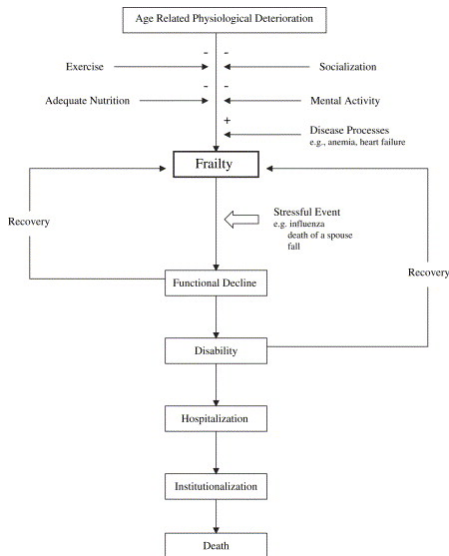 Age Related Physiological Deterioration
- -
Exercise
Socialization
- -
Adequate Nutrition
Mental Activity
+
Disease Processes
e.g., anemia, heart failure
Frailty
Stressful Event
e.g. influenza
death of a spouse
fall
Recovery
Recovery
Functional Decline
Disability
Hospitalization
Institutionalization
Death